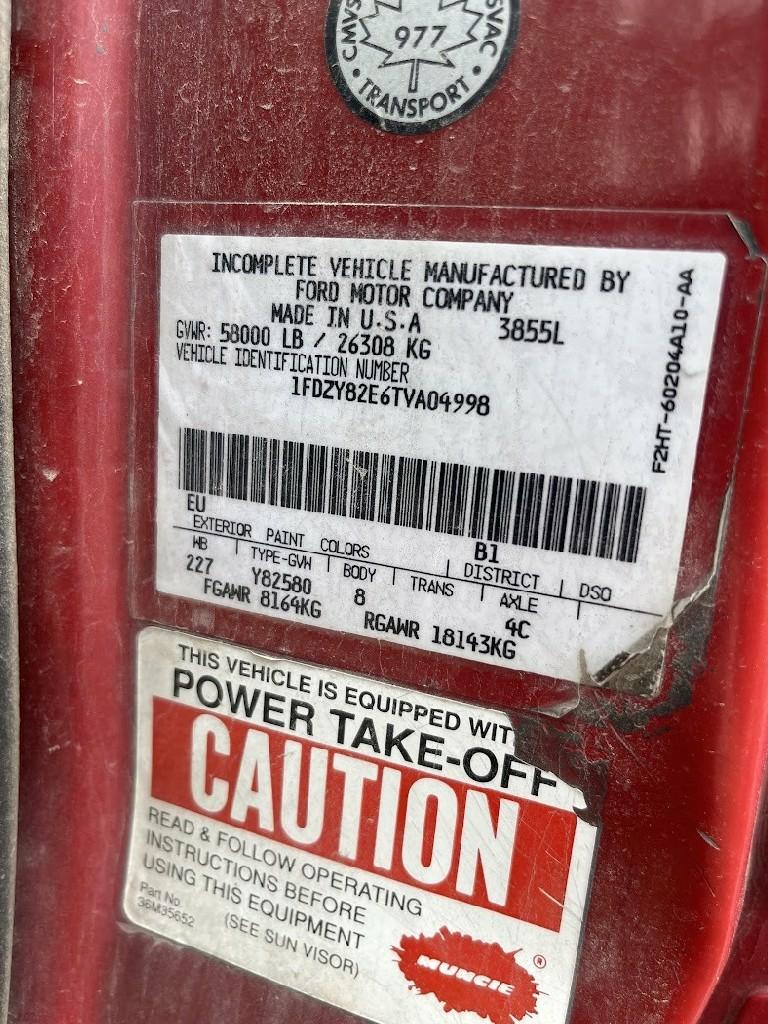 CMVS
SVAC
977
• TRANSPORT •
INCOMPLETE VEHICLE MANUFACTURED BY
FORD MOTOR COMPANY
MADE IN U.S.A 3855L
GVWR: 58000 LB / 26308 KG
VEHICLE IDENTIFICATION NUMBER
1FDZY82E6TVA04998
F2HT-60204A10-AA
EU B1
EXTERIOR PAINT COLORS DISTRICT DSO
WB TYPE-GVW BODY TRANS AXLE
227 Y82580 8 4C
FGAWR 8164KG RGAWR 18143KG
THIS VEHICLE IS EQUIPPED WIT
POWER TAKE-OFF
CAUTION
READ & FOLLOW OPERATING
INSTRUCTIONS BEFORE
USING THIS EQUIPMENT
Part No.
36M35652
(SEE SUN VISOR)
MUNCIE ®